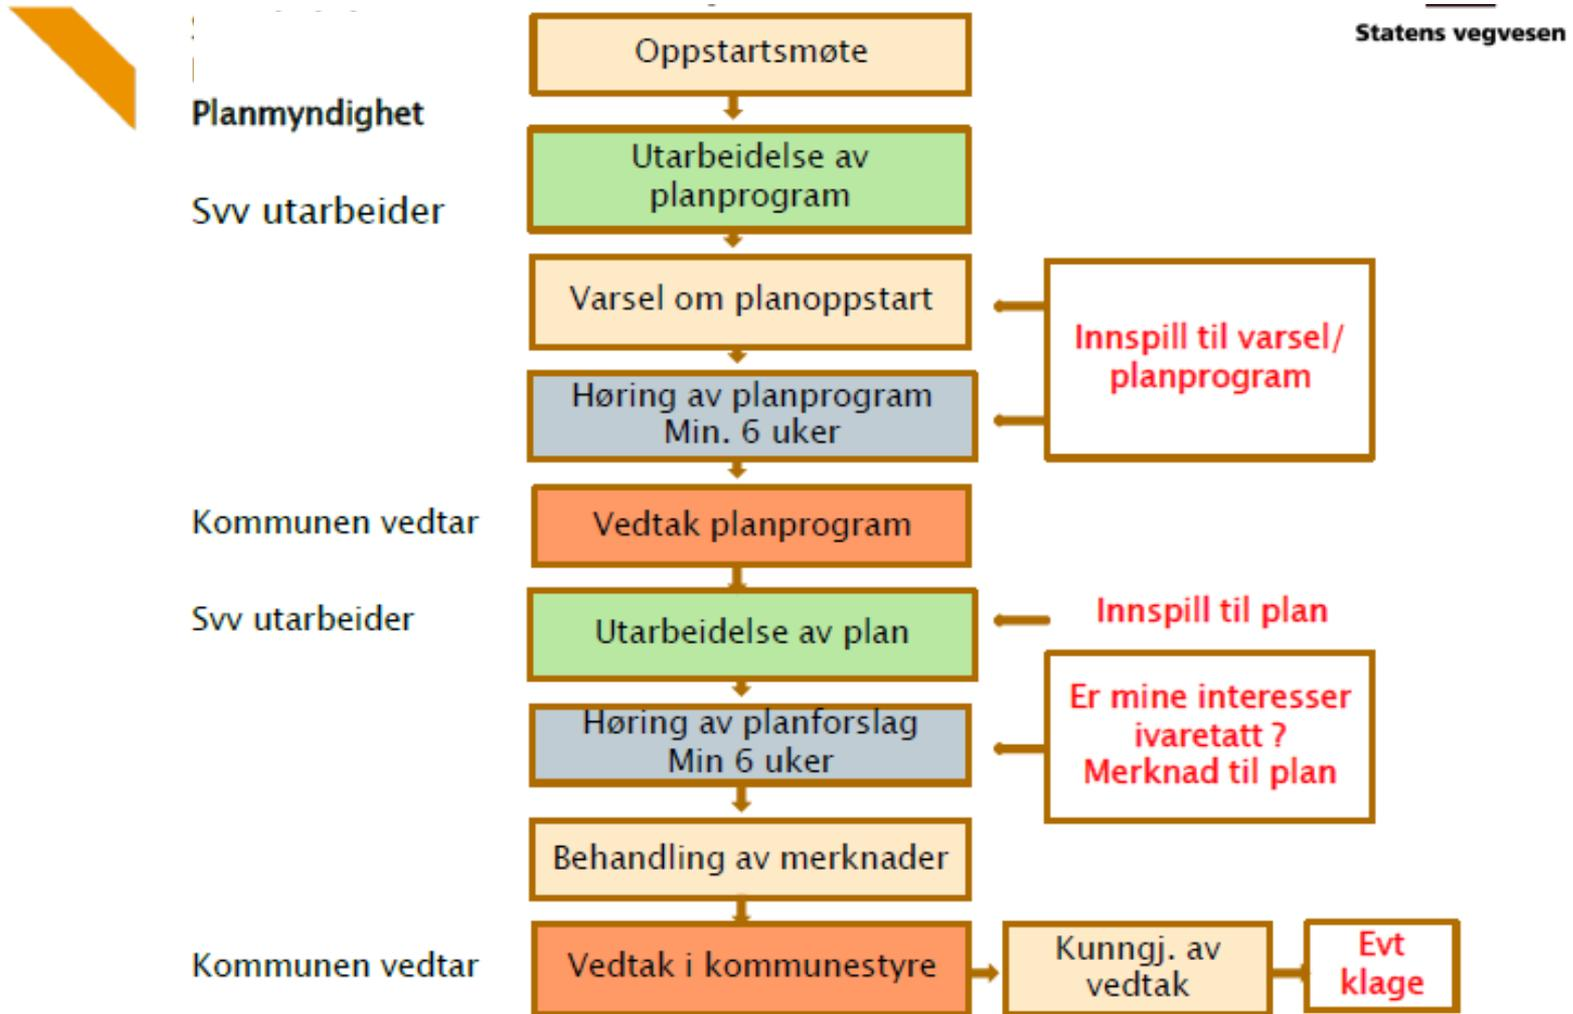 Statens vegvesen
Oppstartsmøte
Planmyndighet
Utarbeidelse av
planprogram
Svv utarbeider
Varsel om planoppstart
Innspill til varsel/
planprogram
Høring av planprogram
Min. 6 uker
Kommunen vedtar
Vedtak planprogram
Svv utarbeider
Utarbeidelse av plan
Innspill til plan
Høring av planforslag
Min 6 uker
Er mine interesser
ivaretatt ?
Merknad til plan
Behandling av merknader
Kommunen vedtar
Vedtak i kommunestyre
Kunngj. av
vedtak
Evt
klage